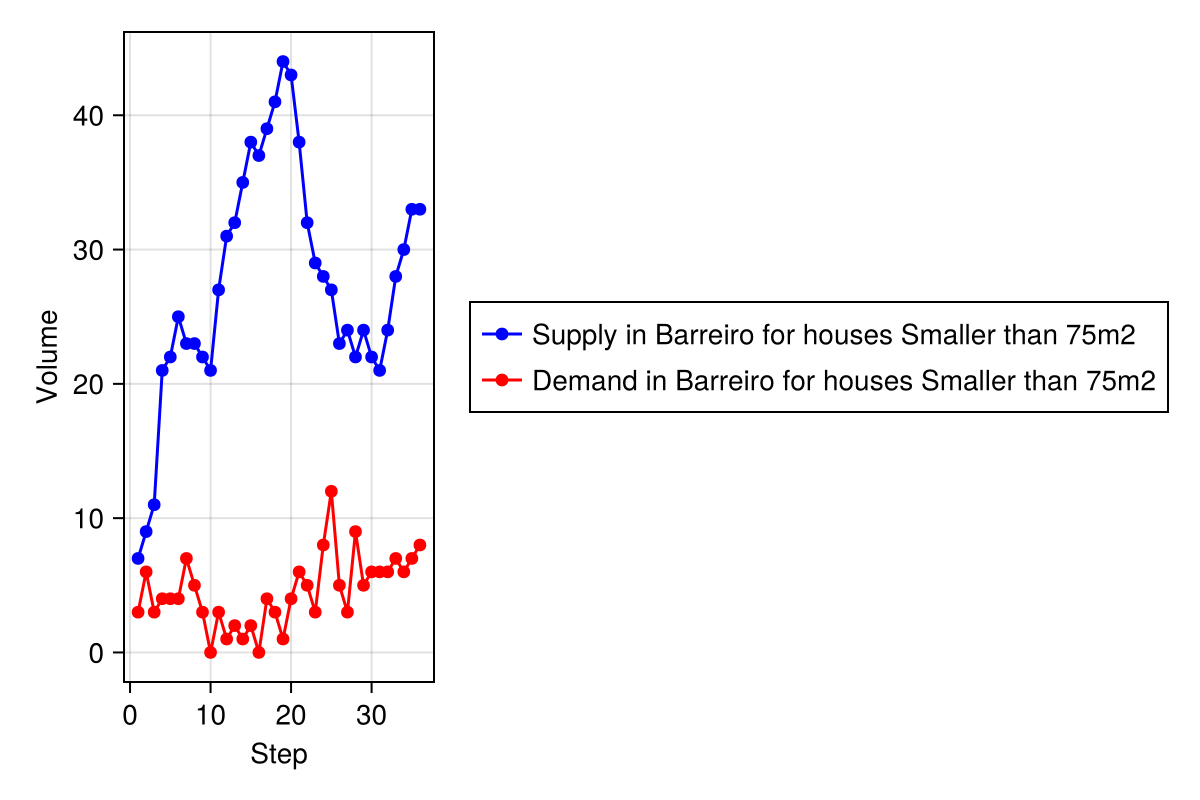 Volume
40
30
20
10
0
0 10 20 30
Step
Supply in Barreiro for houses Smaller than 75m2
Demand in Barreiro for houses Smaller than 75m2